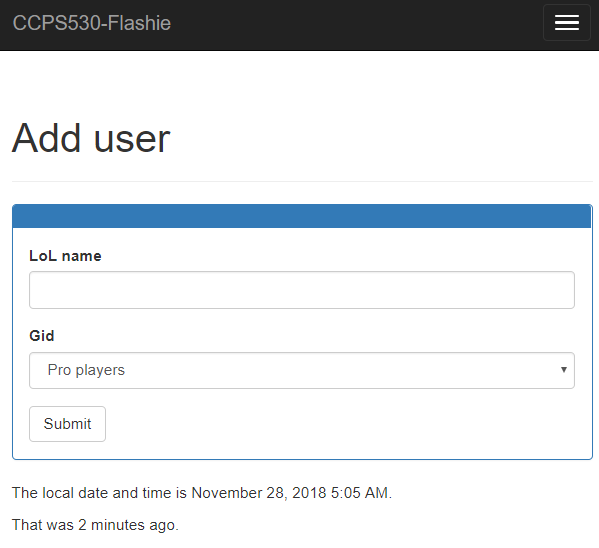 CCPS530-Flashie
Add user
LoL name
Gid
Pro players
Submit
The local date and time is November 28, 2018 5:05 AM.
That was 2 minutes ago.